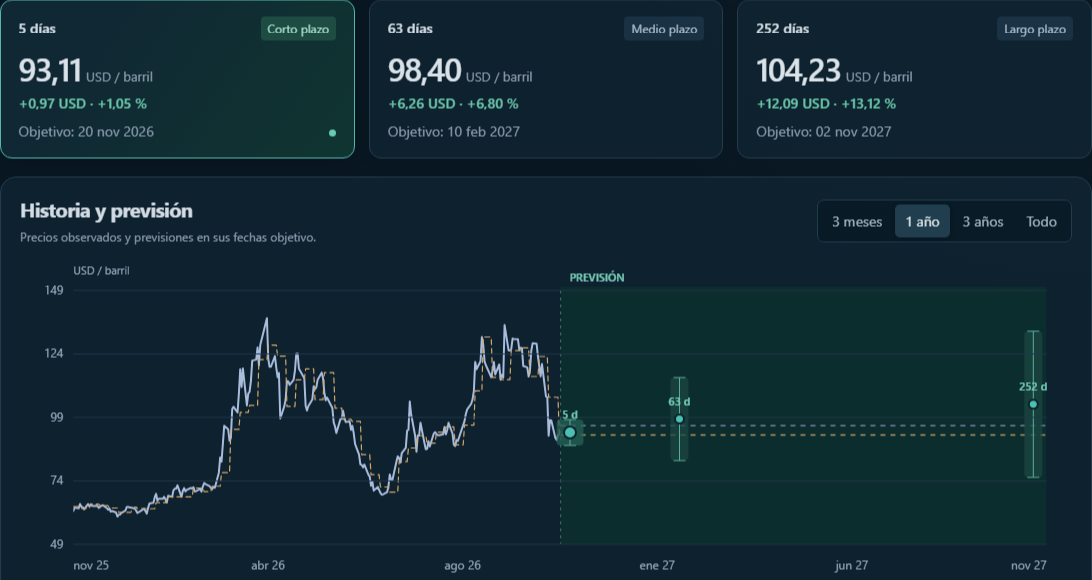 5 días
Corto plazo
93,11 USD / barril
+0,97 USD · +1,05 %
Objetivo: 20 nov 2026
63 días
Medio plazo
98,40 USD / barril
+6,26 USD · +6,80 %
Objetivo: 10 feb 2027
252 días
Largo plazo
104,23 USD / barril
+12,09 USD · +13,12 %
Objetivo: 02 nov 2027
Historia y previsión
Precios observados y previsiones en sus fechas objetivo.
3 meses 1 año 3 años Todo
USD / barril
PREVISIÓN
149
124
99
74
49
5 d
63 d
252 d
nov 25 abr 26 ago 26 ene 27 jun 27 nov 27